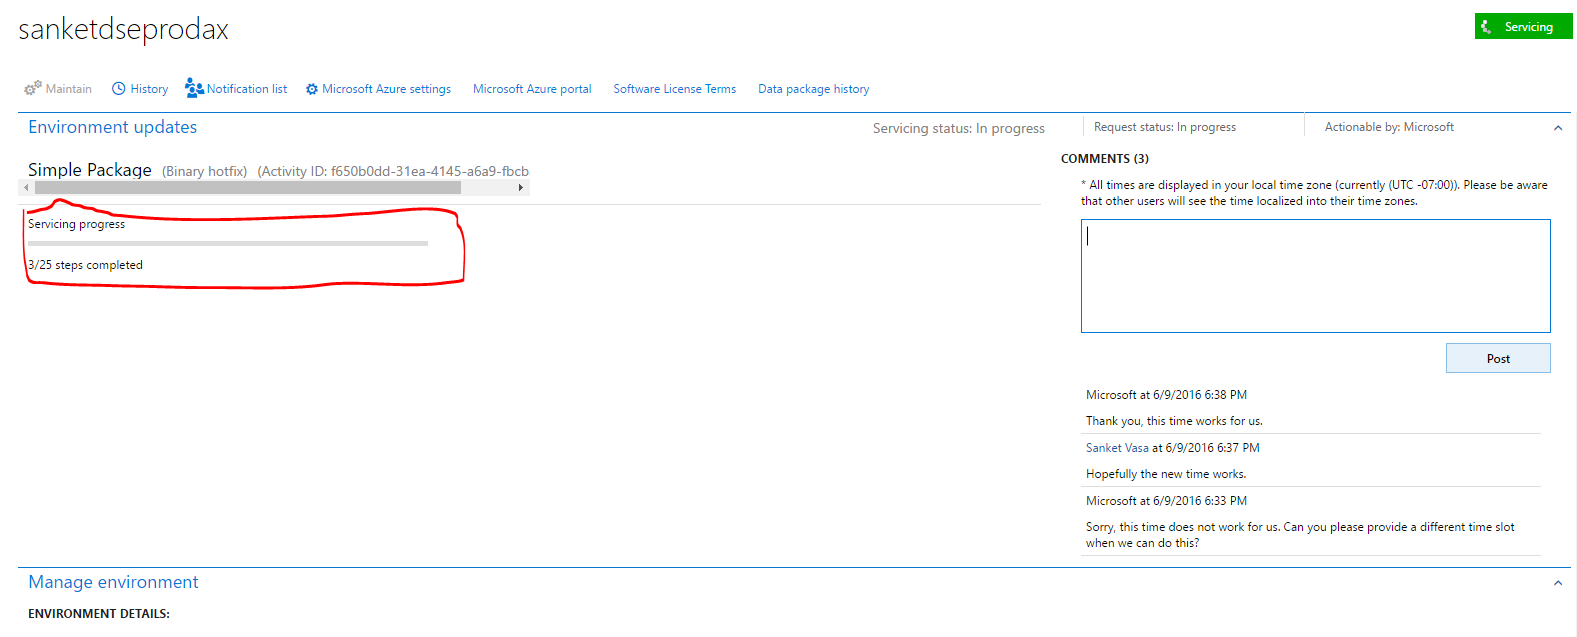 sanketdseprodax
Servicing
Maintain
History
Notification list
Microsoft Azure settings
Microsoft Azure portal
Software License Terms
Data package history
Environment updates
Servicing status: In progress
Request status: In progress
Actionable by: Microsoft
Simple Package (Binary hotfix) (Activity ID: f650b0dd-31ea-4145-a6a9-fbcb
Servicing progress
3/25 steps completed
COMMENTS (3)
* All times are displayed in your local time zone (currently (UTC -07:00)). Please be aware
that other users will see the time localized into their time zones.
Post
Microsoft at 6/9/2016 6:38 PM
Thank you, this time works for us.
Sanket Vasa at 6/9/2016 6:37 PM
Hopefully the new time works.
Microsoft at 6/9/2016 6:33 PM
Sorry, this time does not work for us. Can you please provide a different time slot
when we can do this?
Manage environment
ENVIRONMENT DETAILS: